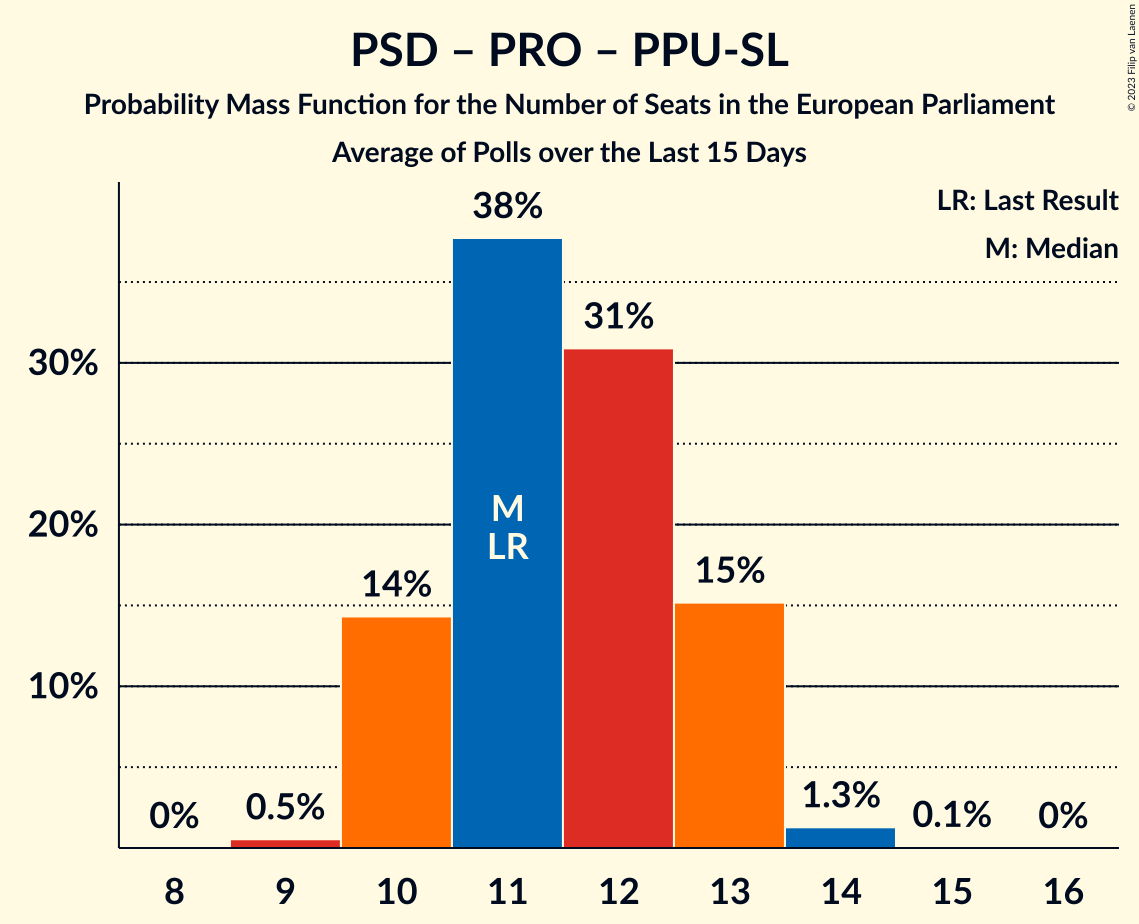 PSD – PRO – PPU-SL
Probability Mass Function for the Number of Seats in the European Parliament
Average of Polls over the Last 15 Days
© 2023 Filip van Laenen
LR: Last Result
M: Median
38%
31%
30%
M
LR
20%
15%
14%
10%
1.3%
0.5%
0%
0.1%
0%
8 9 10 11 12 13 14 15 16